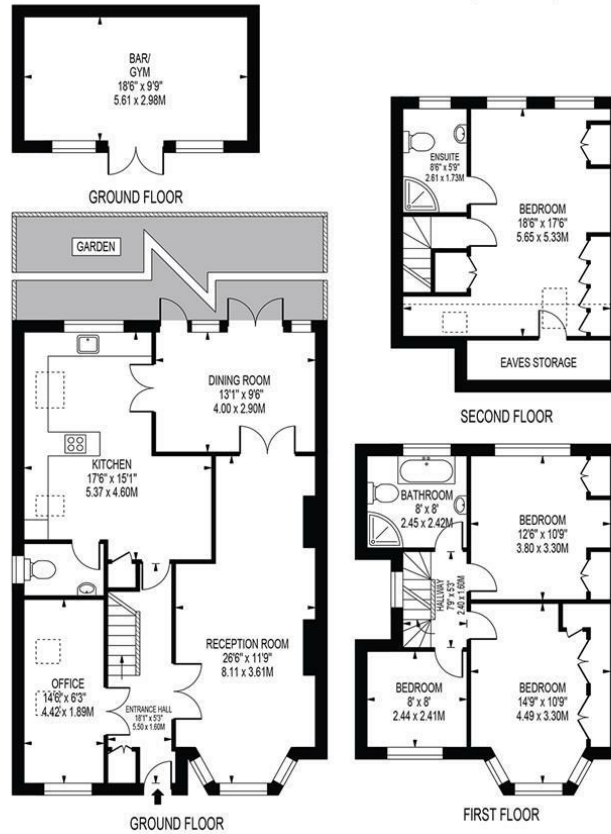 BAR/
GYM
18'6" x 9'9"
5.61 x 2.98M
GROUND FLOOR
GARDEN
DINING ROOM
13'1" x 9'6"
4.00 x 2.90M
KITCHEN
17'6" x 15'1"
5.37 x 4.60M
RECEPTION ROOM
26'6" x 11'9"
8.11 x 3.61M
OFFICE
14'6" x 6'3"
4.42 x 1.89M
ENTRANCE HALL
18'1" x 5'3"
5.50 x 1.60M
GROUND FLOOR
ENSUITE
8'6" x 5'9"
2.61 x 1.73M
BEDROOM
18'6" x 17'6"
5.65 x 5.33M
EAVES STORAGE
SECOND FLOOR
BATHROOM
8' x 8'
2.45 x 2.42M
BEDROOM
12'6" x 10'9"
3.80 x 3.30M
HALLWAY
7'9" x 5'3"
2.40 x 1.60M
BEDROOM
8' x 8'
2.44 x 2.41M
BEDROOM
14'9" x 10'9"
4.49 x 3.30M
FIRST FLOOR